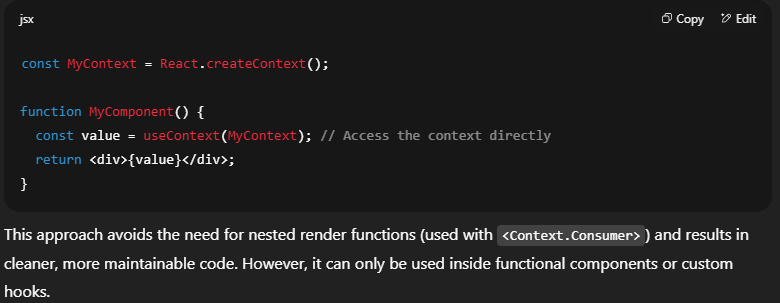 jsx
Copy
Edit
const MyContext = React.createContext();
function MyComponent() {
  const value = useContext(MyContext); // Access the context directly
  return <div>{value}</div>;
}
This approach avoids the need for nested render functions (used with <Context.Consumer>) and results in
cleaner, more maintainable code. However, it can only be used inside functional components or custom
hooks.